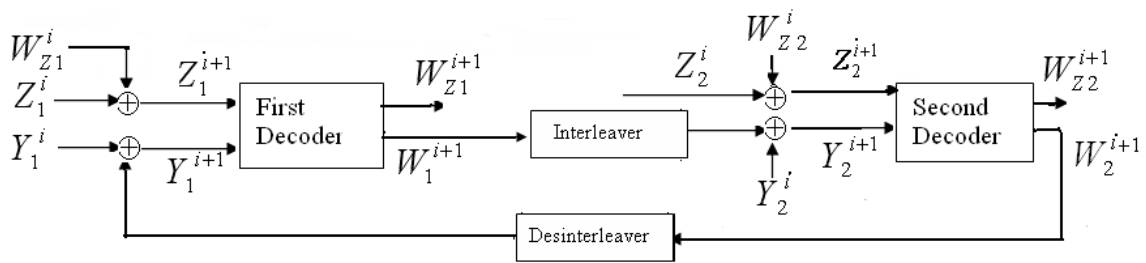 W_{Z1}^{i}
Z_1^{i}
Y_1^{i}
Z_1^{i+1}
Y_1^{i+1}
First
Decoder
W_{Z1}^{i+1}
W_1^{i+1}
Interleaver
Z_2^{i}
W_{Z2}^{i}
Y_2^{i}
Z_2^{i+1}
Y_2^{i+1}
Second
Decoder
W_{Z2}^{i+1}
W_2^{i+1}
Desinterleaver